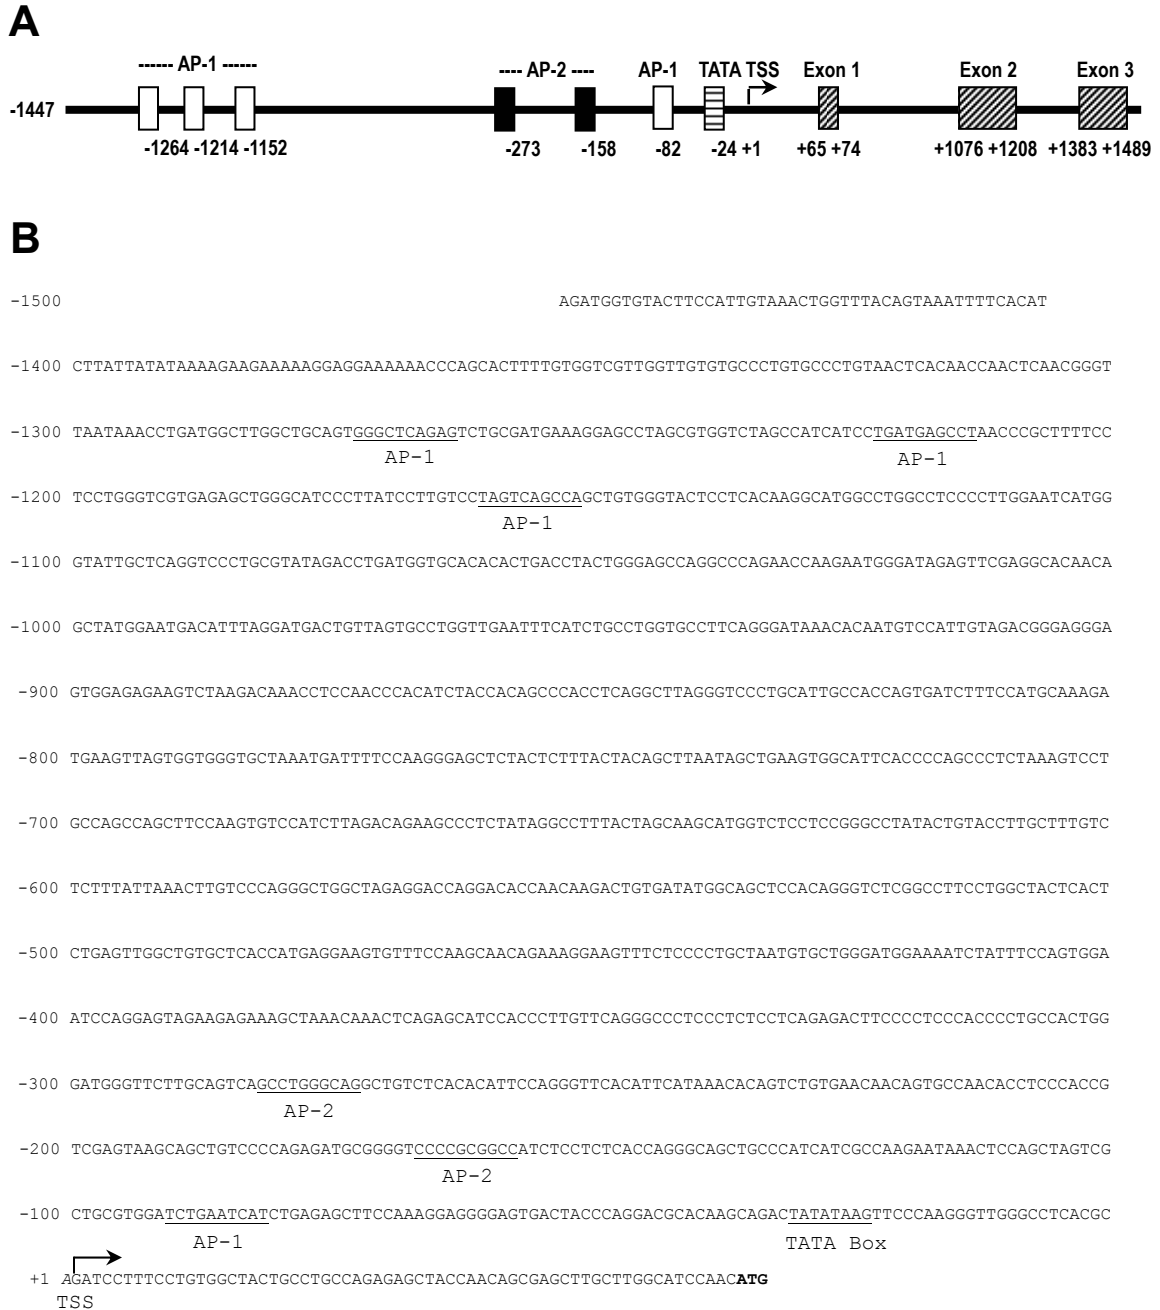 A
------ AP-1 ------ ---- AP-2 ---- AP-1 TATA TSS Exon 1 Exon 2 Exon 3
-1447
-1264 -1214 -1152 -273 -158 -82 -24 +1 +65 +74 +1076 +1208 +1383 +1489
B
-1500 AGATGGTGTACTTCCATTGTAAACTGGTTTACAGTAAATTTTCACAT
-1400 CTTATTATATAAAAGAAGAAAAAGGAGGAAAAAACCCAGCACTTTTGTGGTCGTTGGTTGTGTGCCCTGTGCCCTGTAACTCACAACCAACTCAACGGGT
-1300 TAATAAACCTGATGGCTTGGCTGCAGTGGGCTCAGAGTCTGCGATGAAAGGAGCCTAGCGTGGTCTAGCCATCATCCTGATGAGCCTAACCCGCTTTTCC
AP-1 AP-1
-1200 TCCTGGGTCGTGAGAGCTGGGCATCCCTTATCCTTGTCCTAGTCAGCCAGCTGTGGGTACTCCTCACAAGGCATGGCCTGGCCTCCCCTTGGAATCATGG
AP-1
-1100 GTATTGCTCAGGTCCCTGCGTATAGACCTGATGGTGCACACACTGACCTACTGGGAGCCAGGCCCAGAACCAAGAATGGGATAGAGTTCGAGGCACAACA
-1000 GCTATGGAATGACATTTAGGATGACTGTTAGTGCCTGGTTGAATTTCATCTGCCTGGTGCCTTCAGGGATAAACACAATGTCCATTGTAGACGGGAGGGA
-900 GTGGAGAGAAGTCTAAGACAAACCTCCAACCCACATCTACCACAGCCCACCTCAGGCTTAGGGTCCCTGCATTGCCACCAGTGATCTTTCCATGCAAAGA
-800 TGAAGTTAGTGGTGGGTGCTAAATGATTTTCCAAGGGAGCTCTACTCTTTACTACAGCTTAATAGCTGAAGTGGCATTCACCCCAGCCCTCTAAAGTCCT
-700 GCCAGCCAGCTTCCAAGTGTCCATCTTAGACAGAAGCCCTCTATAGGCCTTTACTAGCAAGCATGGTCTCCTCCGGGCCTATACTGTACCTTGCTTTGTC
-600 TCTTTATTAAACTTGTCCCAGGGCTGGCTAGAGGACCAGGACACCAACAAGACTGTGATATGGCAGCTCCACAGGGTCTCGGCCTTCCTGGCTACTCACT
-500 CTGAGTTGGCTGTGCTCACCATGAGGAAGTGTTTCCAAGCAACAGAAAGGAAGTTTCTCCCCTGCTAATGTGCTGGGATGGAAAATCTATTTCCAGTGGA
-400 ATCCAGGAGTAGAAGAGAAAGCTAAACAAACTCAGAGCATCCACCCTTGTTCAGGGCCCTCCCTCTCCTCAGAGACTTCCCCTCCCACCCCTGCCACTGG
-300 GATGGGTTCTTGCAGTCAGCCTGGGCAGGCTGTCTCACACATTCCAGGGTTCACATTCATAAACACAGTCTGTGAACAACAGTGCCAACACCTCCCACCG
AP-2
-200 TCGAGTAAGCAGCTGTCCCCAGAGATGCGGGGTCCCCGCGGCCATCTCCTCTCACCAGGGCAGCTGCCCATCATCGCCAAGAATAAACTCCAGCTAGTCG
AP-2
-100 CTGCGTGGATCTGAATCATCTGAGAGCTTCCAAAGGAGGGGAGTGACTACCCAGGACGCACAAGCAGACTATATAAGTTCCCAAGGGTTGGGCCTCACGC
AP-1 TATA Box
+1 AGATCCTTTCCTGTGGCTACTGCCTGCCAGAGAGCTACCAACAGCGAGCTTGCTTGGCATCCAACATG
TSS